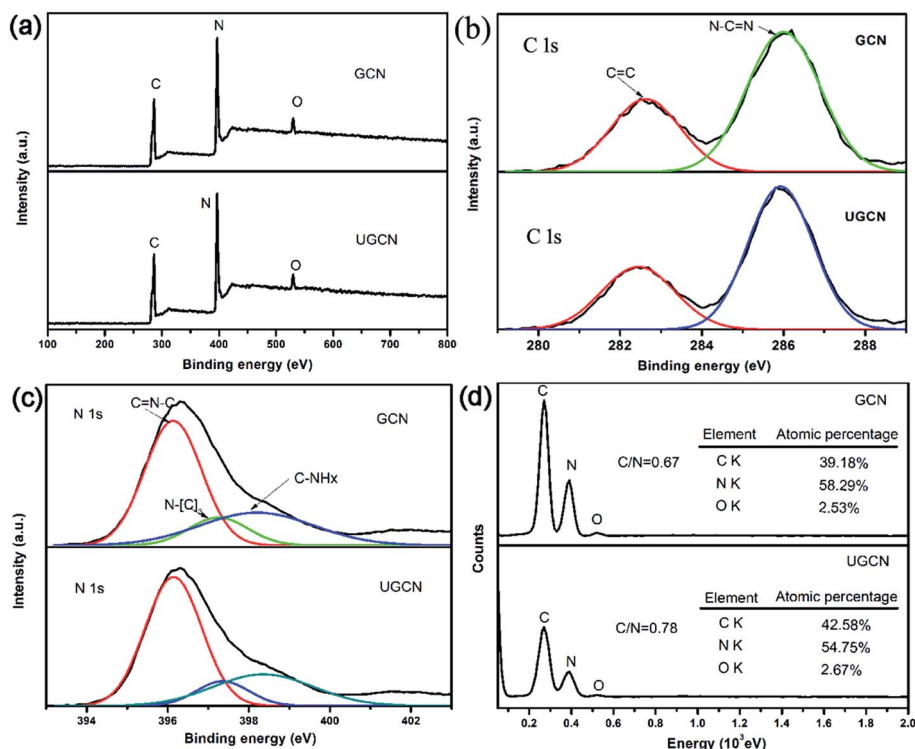 (a)
N
GCN
C
O
N
UGCN
C
O
Intensity (a.u.)
0 100 200 300 400 500 600 700 800
Binding energy (eV)
(b)
C 1s
N-C=N
GCN
C=C
UGCN
C 1s
Intensity (a.u.)
280 282 284 286 288
Binding energy (eV)
(c)
N 1s
C=N-C
GCN
C-NHx
N-[C]3
N 1s
UGCN
Intensity (a.u.)
394 396 398 400 402
Binding energy (eV)
(d)
C
GCN
Element Atomic percentage
C/N=0.67
C K 39.18%
N
N K 58.29%
O K 2.53%
O
UGCN
Element Atomic percentage
C
C/N=0.78
C K 42.58%
N K 54.75%
N
O K 2.67%
O
Counts
0.2 0.4 0.6 0.8 1.0 1.2 1.4 1.6 1.8 2.0
Energy (10³eV)